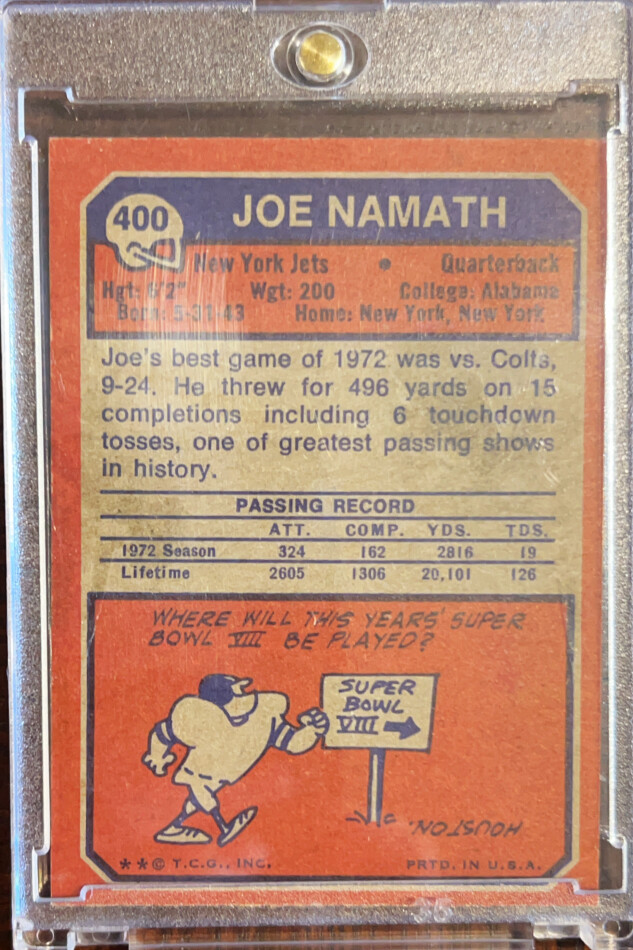 400
JOE NAMATH
New York Jets • Quarterback
Hgt: 6'2" Wgt: 200 College: Alabama
Born: 5-31-43 Home: New York, New York
Joe's best game of 1972 was vs. Colts,
9-24. He threw for 496 yards on 15
completions including 6 touchdown
tosses, one of greatest passing shows
in history.
PASSING RECORD
ATT. COMP. YDS. TDS.
1972 Season 324 162 2816 19
Lifetime 2605 1306 20,101 126
WHERE WILL THIS YEARS' SUPER
BOWL VIII BE PLAYED?
SUPER
BOWL
VIII
HOUSTON.
**© T.C.G., INC. PRTD. IN U.S.A.